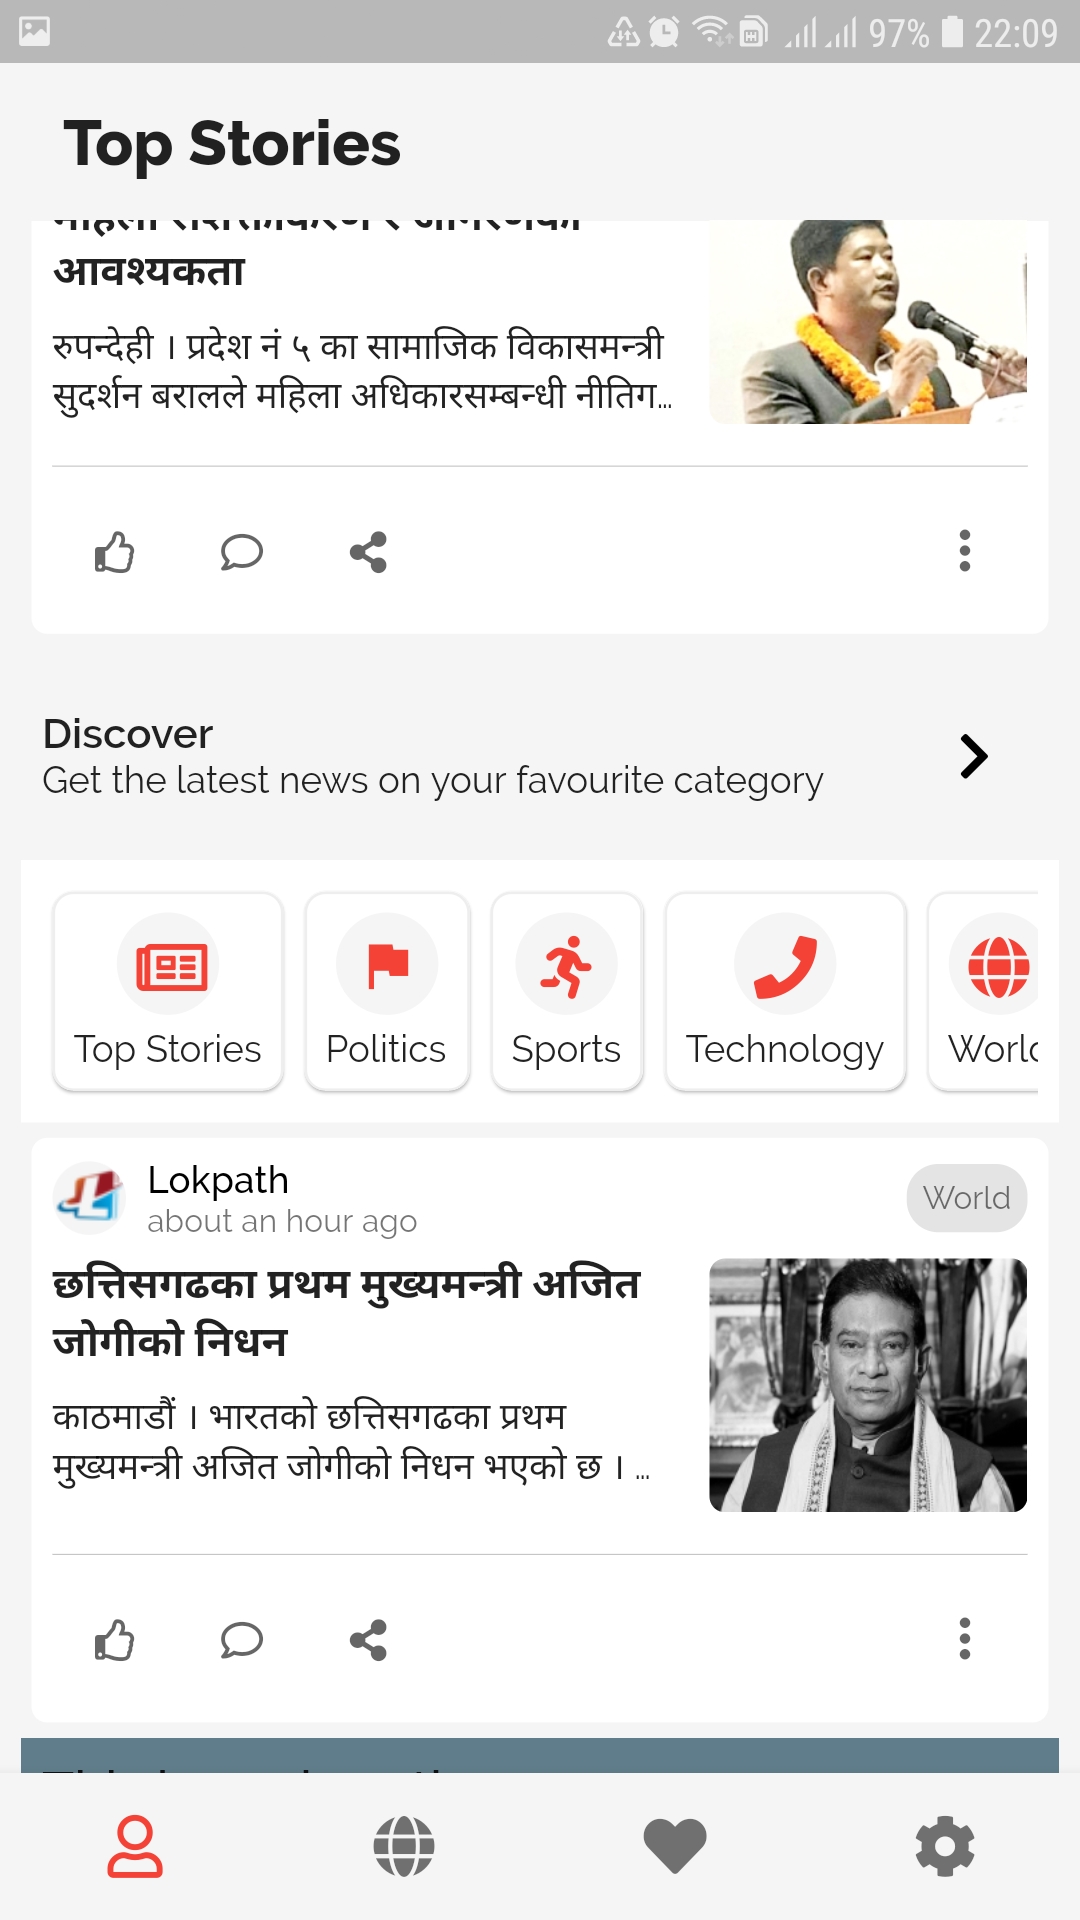 97% 22:09
Top Stories
आवश्यकता
रुपन्देही । प्रदेश नं ५ का सामाजिक विकासमन्त्री
सुदर्शन बरालले महिला अधिकारसम्बन्धी नीतिग...
Discover
Get the latest news on your favourite category
Top Stories
Politics
Sports
Technology
World
Lokpath
about an hour ago
World
छत्तिसगढका प्रथम मुख्यमन्त्री अजित
जोगीको निधन
काठमाडौं । भारतको छत्तिसगढका प्रथम
मुख्यमन्त्री अजित जोगीको निधन भएको छ । ...